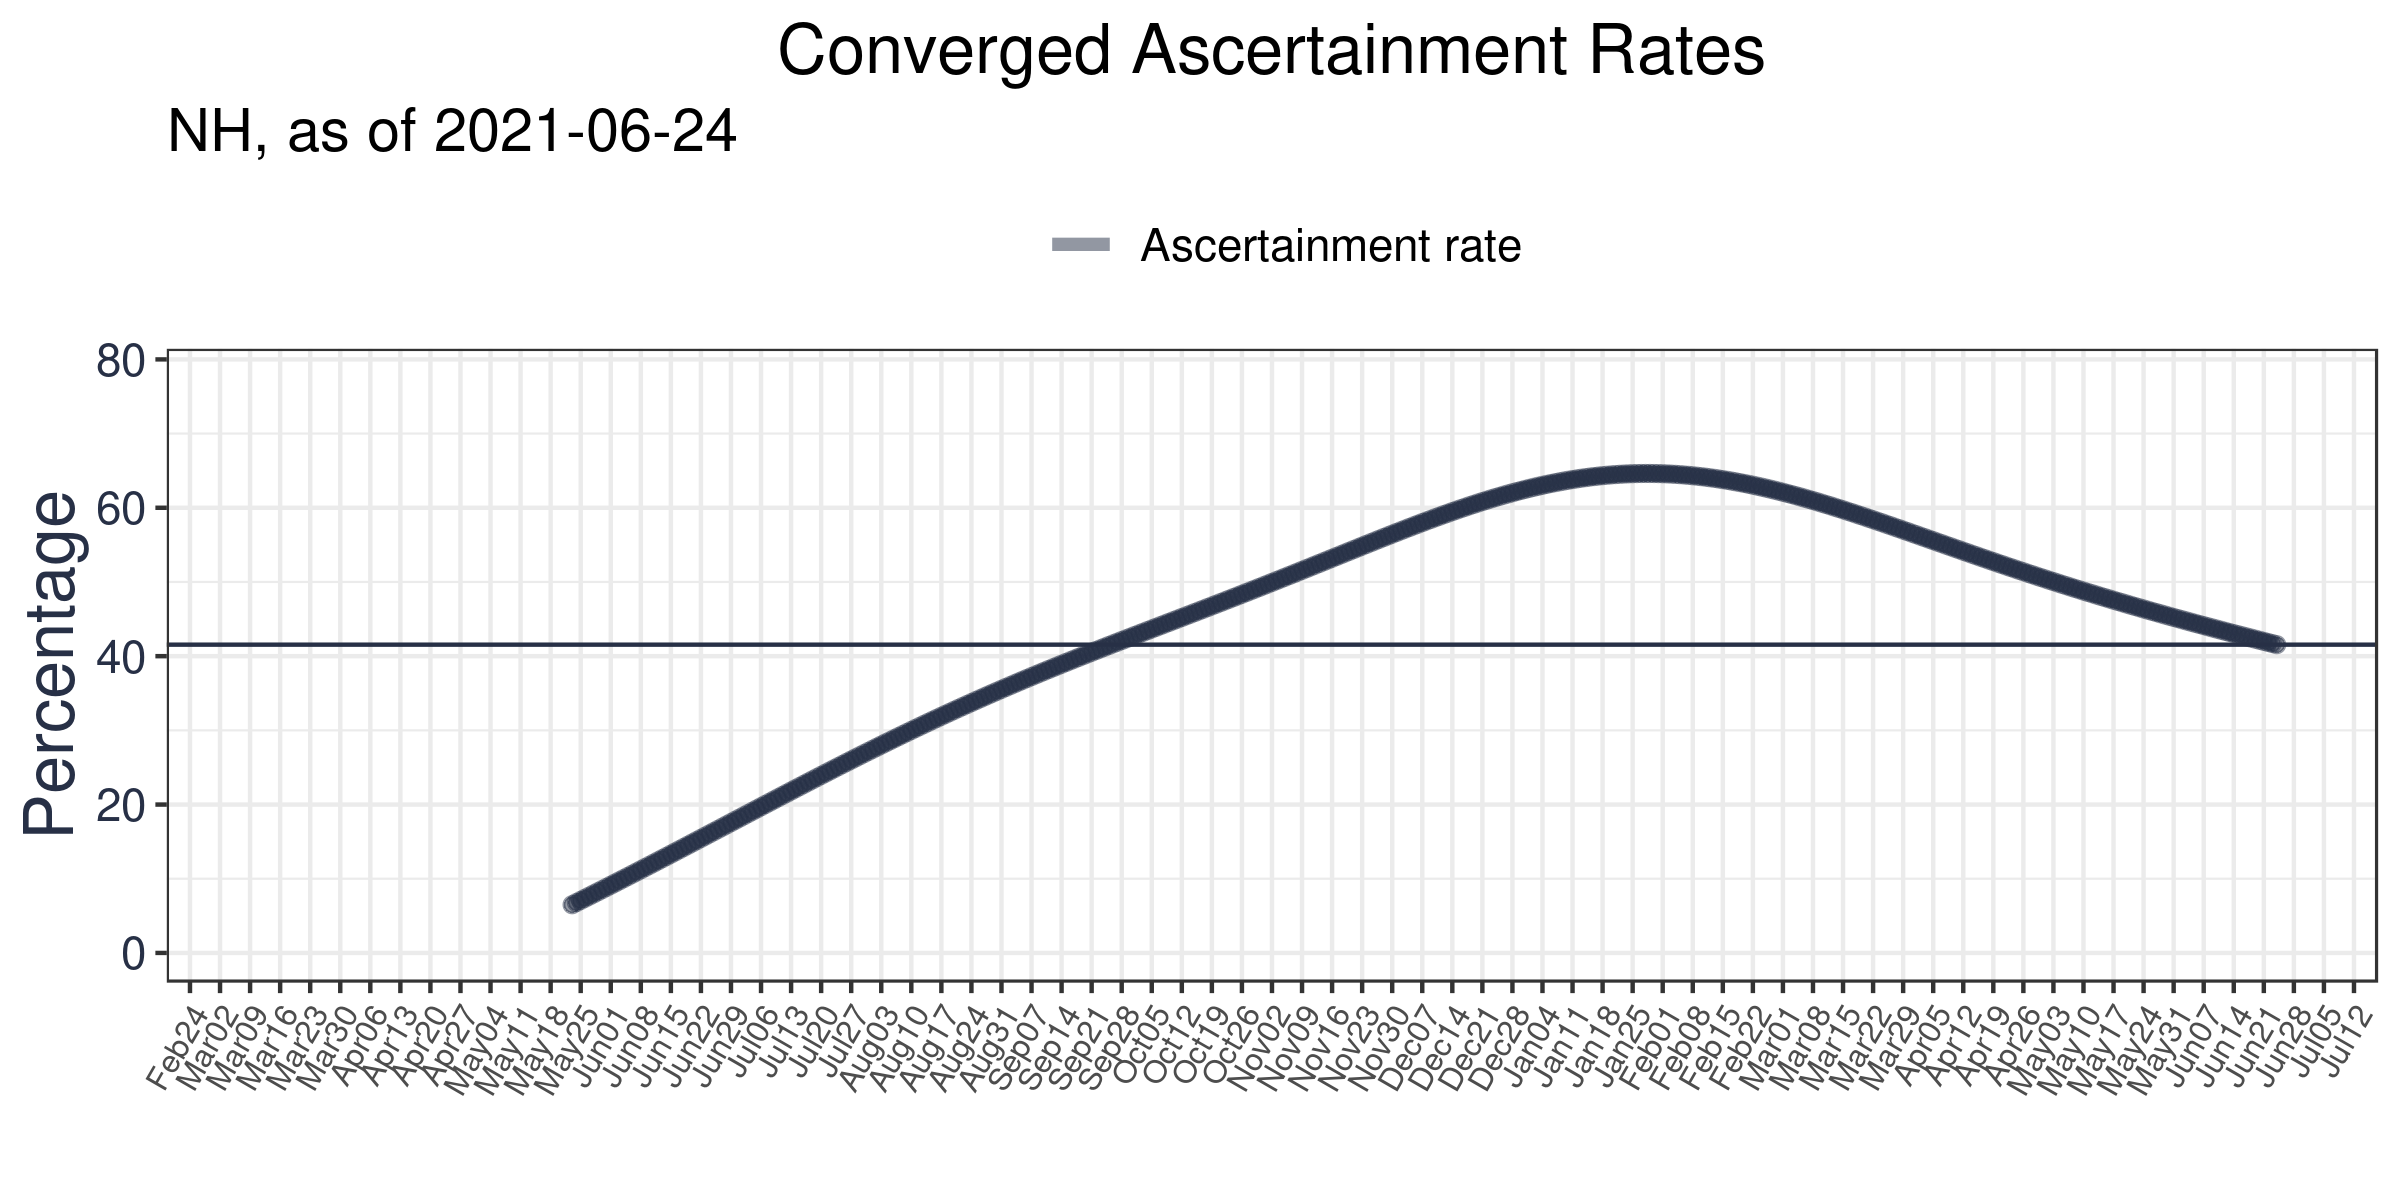 Converged Ascertainment Rates
NH, as of 2021-06-24
Ascertainment rate
Percentage
80
60
40
20
0
Feb24
Mar02
Mar09
Mar16
Mar23
Mar30
Apr06
Apr13
Apr20
Apr27
May04
May11
May18
May25
Jun01
Jun08
Jun15
Jun22
Jun29
Jul06
Jul13
Jul20
Jul27
Aug03
Aug10
Aug17
Aug24
Aug31
Sep07
Sep14
Sep21
Sep28
Oct05
Oct12
Oct19
Oct26
Nov02
Nov09
Nov16
Nov23
Nov30
Dec07
Dec14
Dec21
Dec28
Jan04
Jan11
Jan18
Jan25
Feb01
Feb08
Feb15
Feb22
Mar01
Mar08
Mar15
Mar22
Mar29
Apr05
Apr12
Apr19
Apr26
May03
May10
May17
May24
May31
Jun07
Jun14
Jun21
Jun28
Jul05
Jul12